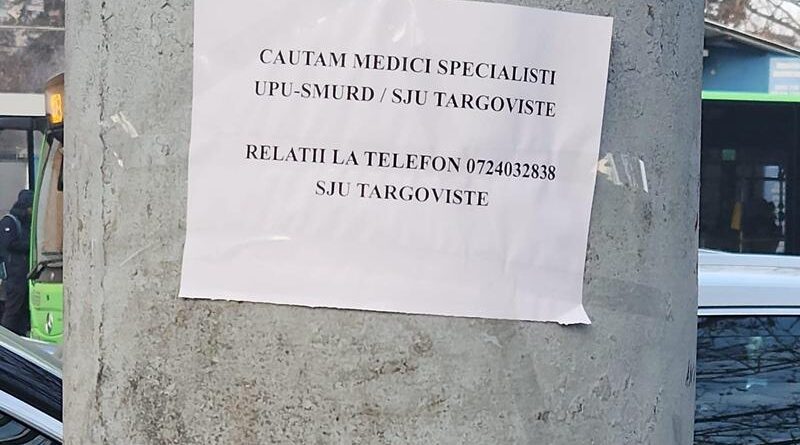 CAUTAM MEDICI SPECIALISTI
UPU-SMURD / SJU TARGOVISTE
RELATII LA TELEFON 0724032838
SJU TARGOVISTE